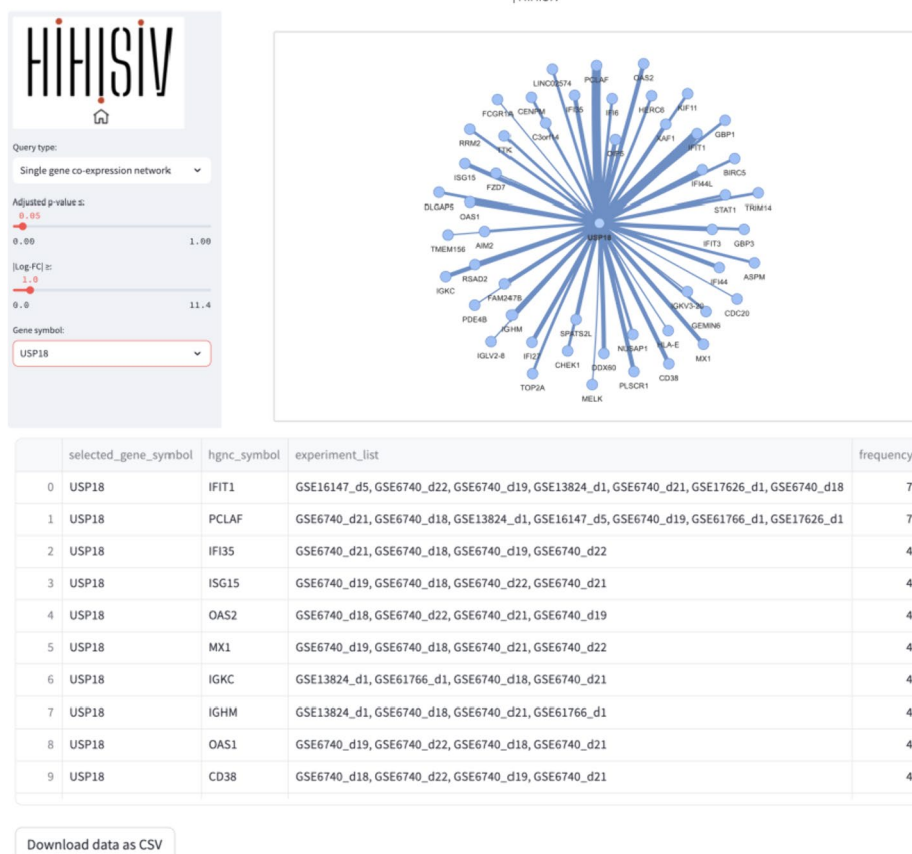 HIHISIV
Query type:
Single gene co-expression network
Adjusted p-value ≤:
0.05
0.00 1.00
|Log-FC| ≥:
1.0
0.0 11.4
Gene symbol:
USP18
LINC02574
PCLAF
OAS2
FCGR1A
CENPM
IFI35
IFI6
HERC6
KIF11
RRM2
TTK
C3orf14
OIP5
XAF1
IFIT1
GBP1
ISG15
FZD7
IFI44L
BIRC5
DLGAP5
OAS1
STAT1
TRIM14
USP18
TMEM156
AIM2
IFIT3
GBP3
IGKC
RSAD2
IFI44
ASPM
PDE4B
FAM247B
IGKV3-20
CDC20
IGHM
SPATS2L
GEMIN6
IGLV2-8
IFI27
CHEK1
DDX60
NUSAP1
HLA-E
MX1
TOP2A
MELK
PLSCR1
CD38
selected_gene_symbol hgnc_symbol experiment_list frequency
0 USP18 IFIT1 GSE16147_d5, GSE6740_d22, GSE6740_d19, GSE13824_d1, GSE6740_d21, GSE17626_d1, GSE6740_d18 7
1 USP18 PCLAF GSE6740_d21, GSE6740_d18, GSE13824_d1, GSE16147_d5, GSE6740_d19, GSE61766_d1, GSE17626_d1 7
2 USP18 IFI35 GSE6740_d21, GSE6740_d18, GSE6740_d19, GSE6740_d22 4
3 USP18 ISG15 GSE6740_d19, GSE6740_d18, GSE6740_d22, GSE6740_d21 4
4 USP18 OAS2 GSE6740_d18, GSE6740_d22, GSE6740_d21, GSE6740_d19 4
5 USP18 MX1 GSE6740_d19, GSE6740_d18, GSE6740_d21, GSE6740_d22 4
6 USP18 IGKC GSE13824_d1, GSE61766_d1, GSE6740_d18, GSE6740_d21 4
7 USP18 IGHM GSE13824_d1, GSE6740_d18, GSE6740_d21, GSE61766_d1 4
8 USP18 OAS1 GSE6740_d19, GSE6740_d22, GSE6740_d18, GSE6740_d21 4
9 USP18 CD38 GSE6740_d18, GSE6740_d22, GSE6740_d19, GSE6740_d21 4
Download data as CSV